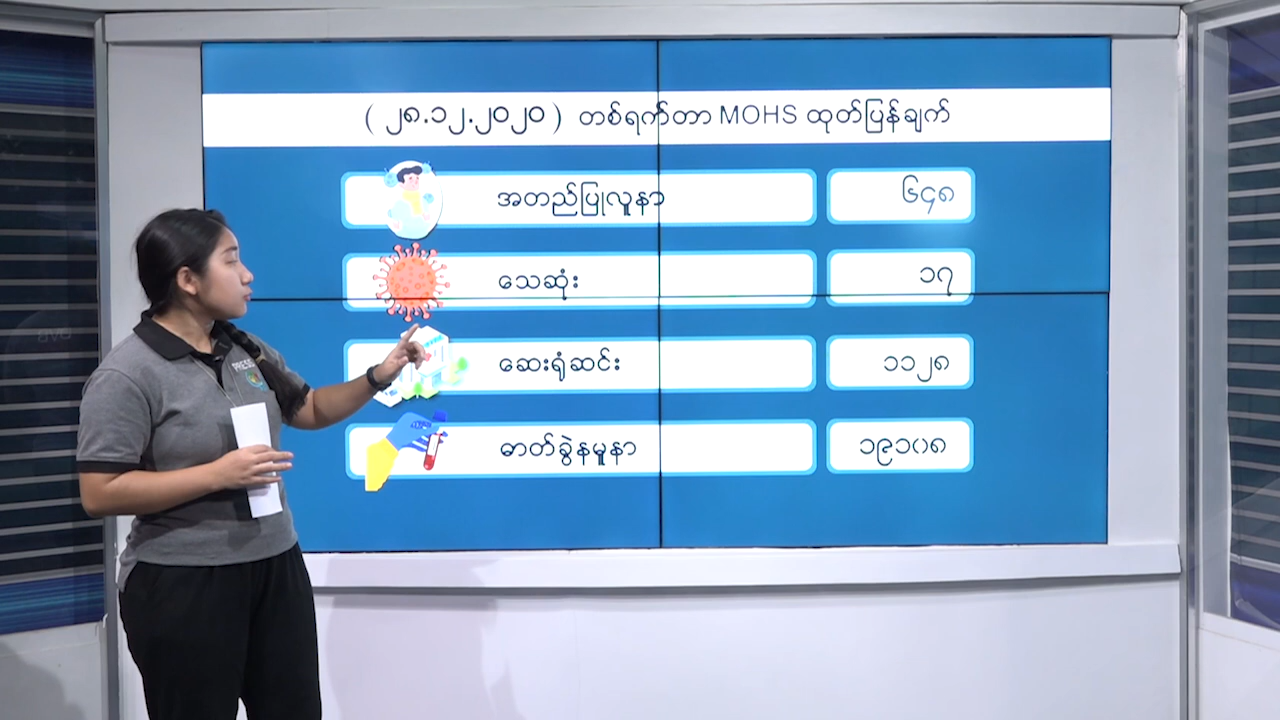 ( ၂၈.၁၂.၂၀၂၀ ) တစ်ရက်တာ MOHS ထုတ်ပြန်ချက်
အတည်ပြုလူနာ ၆၄၈
သေဆုံး ၁၇
ဆေးရုံဆင်း ၁၁၂၈
ဓာတ်ခွဲနမူနာ ၁၉၁၀၈